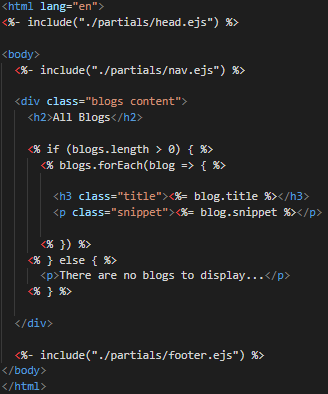 <html lang="en">
<%- include("./partials/head.ejs") %>
<body>
<%- include("./partials/nav.ejs") %>
<div class="blogs content">
<h2>All Blogs</h2>
<% if (blogs.length > 0) { %>
<% blogs.forEach(blog => { %>
<h3 class="title"><%= blog.title %></h3>
<p class="snippet"><%= blog.snippet %></p>
<% }) %>
<% } else { %>
<p>There are no blogs to display...</p>
<% } %>
</div>
<%- include("./partials/footer.ejs") %>
</body>
</html>